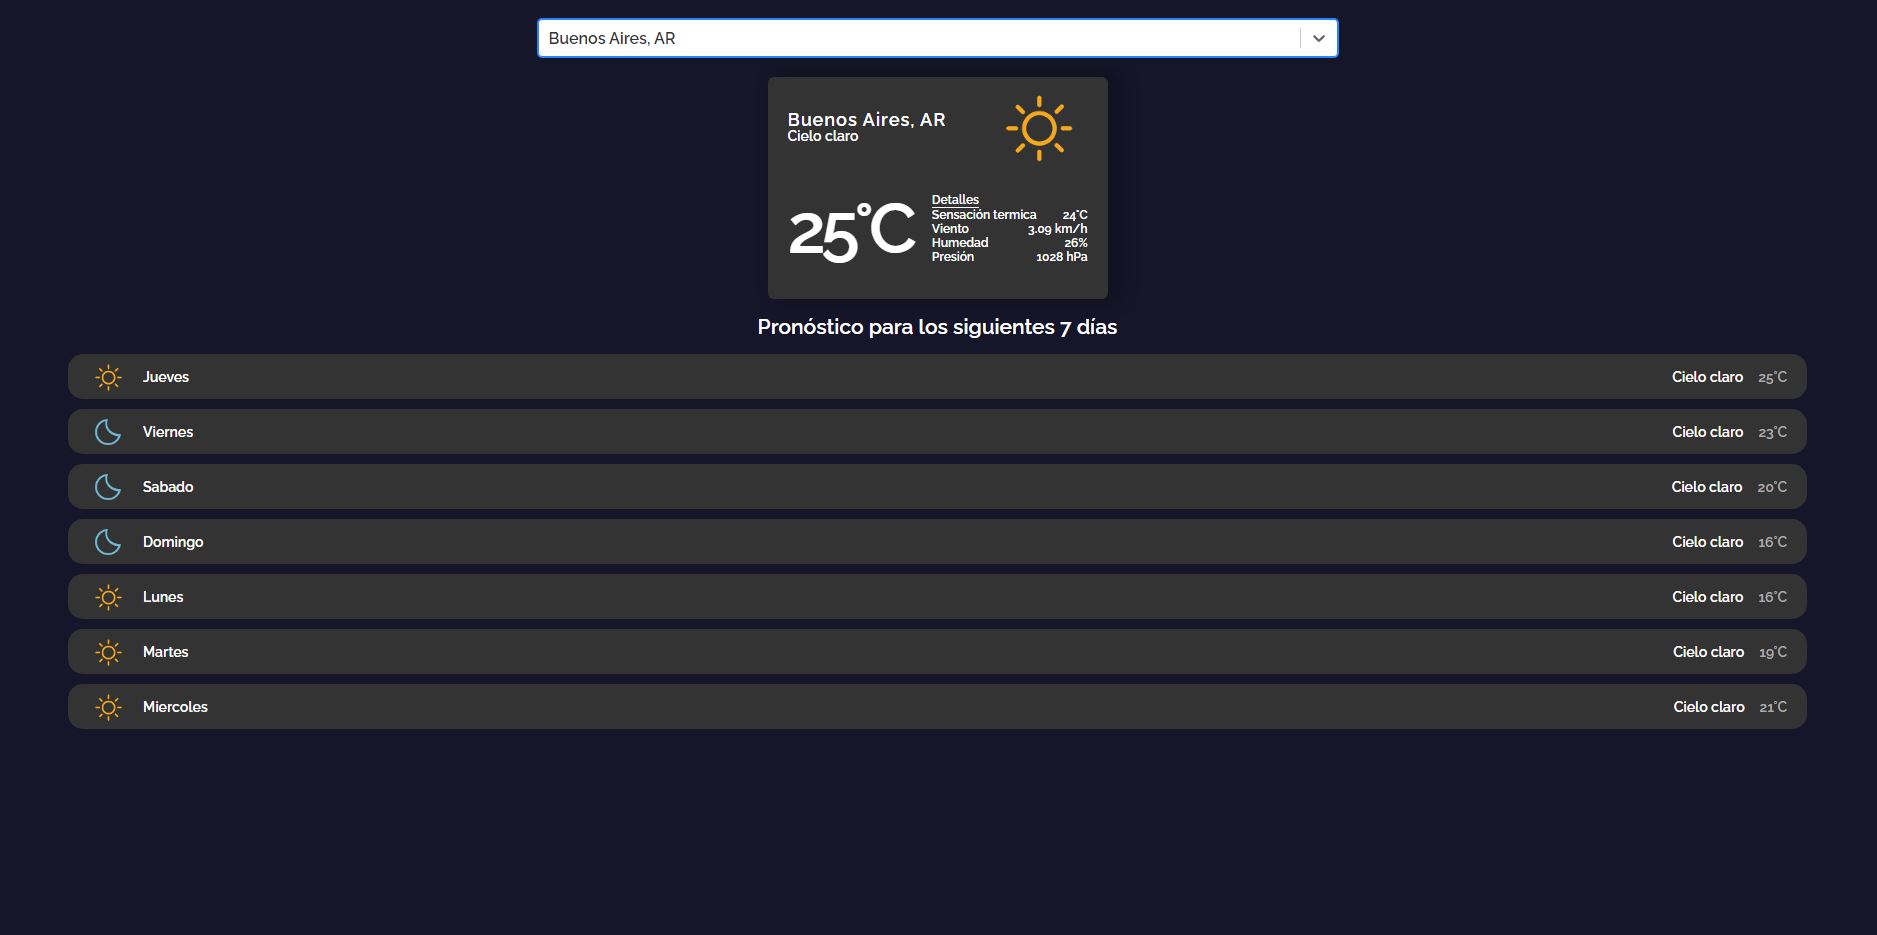 Buenos Aires, AR
Buenos Aires, AR
Cielo claro
25°C
Detalles
Sensación termica 24°C
Viento 3.09 km/h
Humedad 26%
Presión 1028 hPa
Pronóstico para los siguientes 7 días
Jueves Cielo claro 25°C
Viernes Cielo claro 23°C
Sabado Cielo claro 20°C
Domingo Cielo claro 16°C
Lunes Cielo claro 16°C
Martes Cielo claro 19°C
Miercoles Cielo claro 21°C